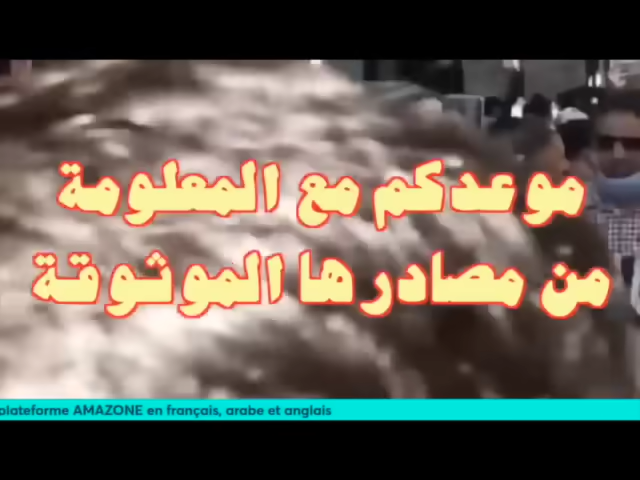 موعدكم مع المعلومة
من مصادرها الموثوقة
plateforme AMAZONE en français, arabe et anglais